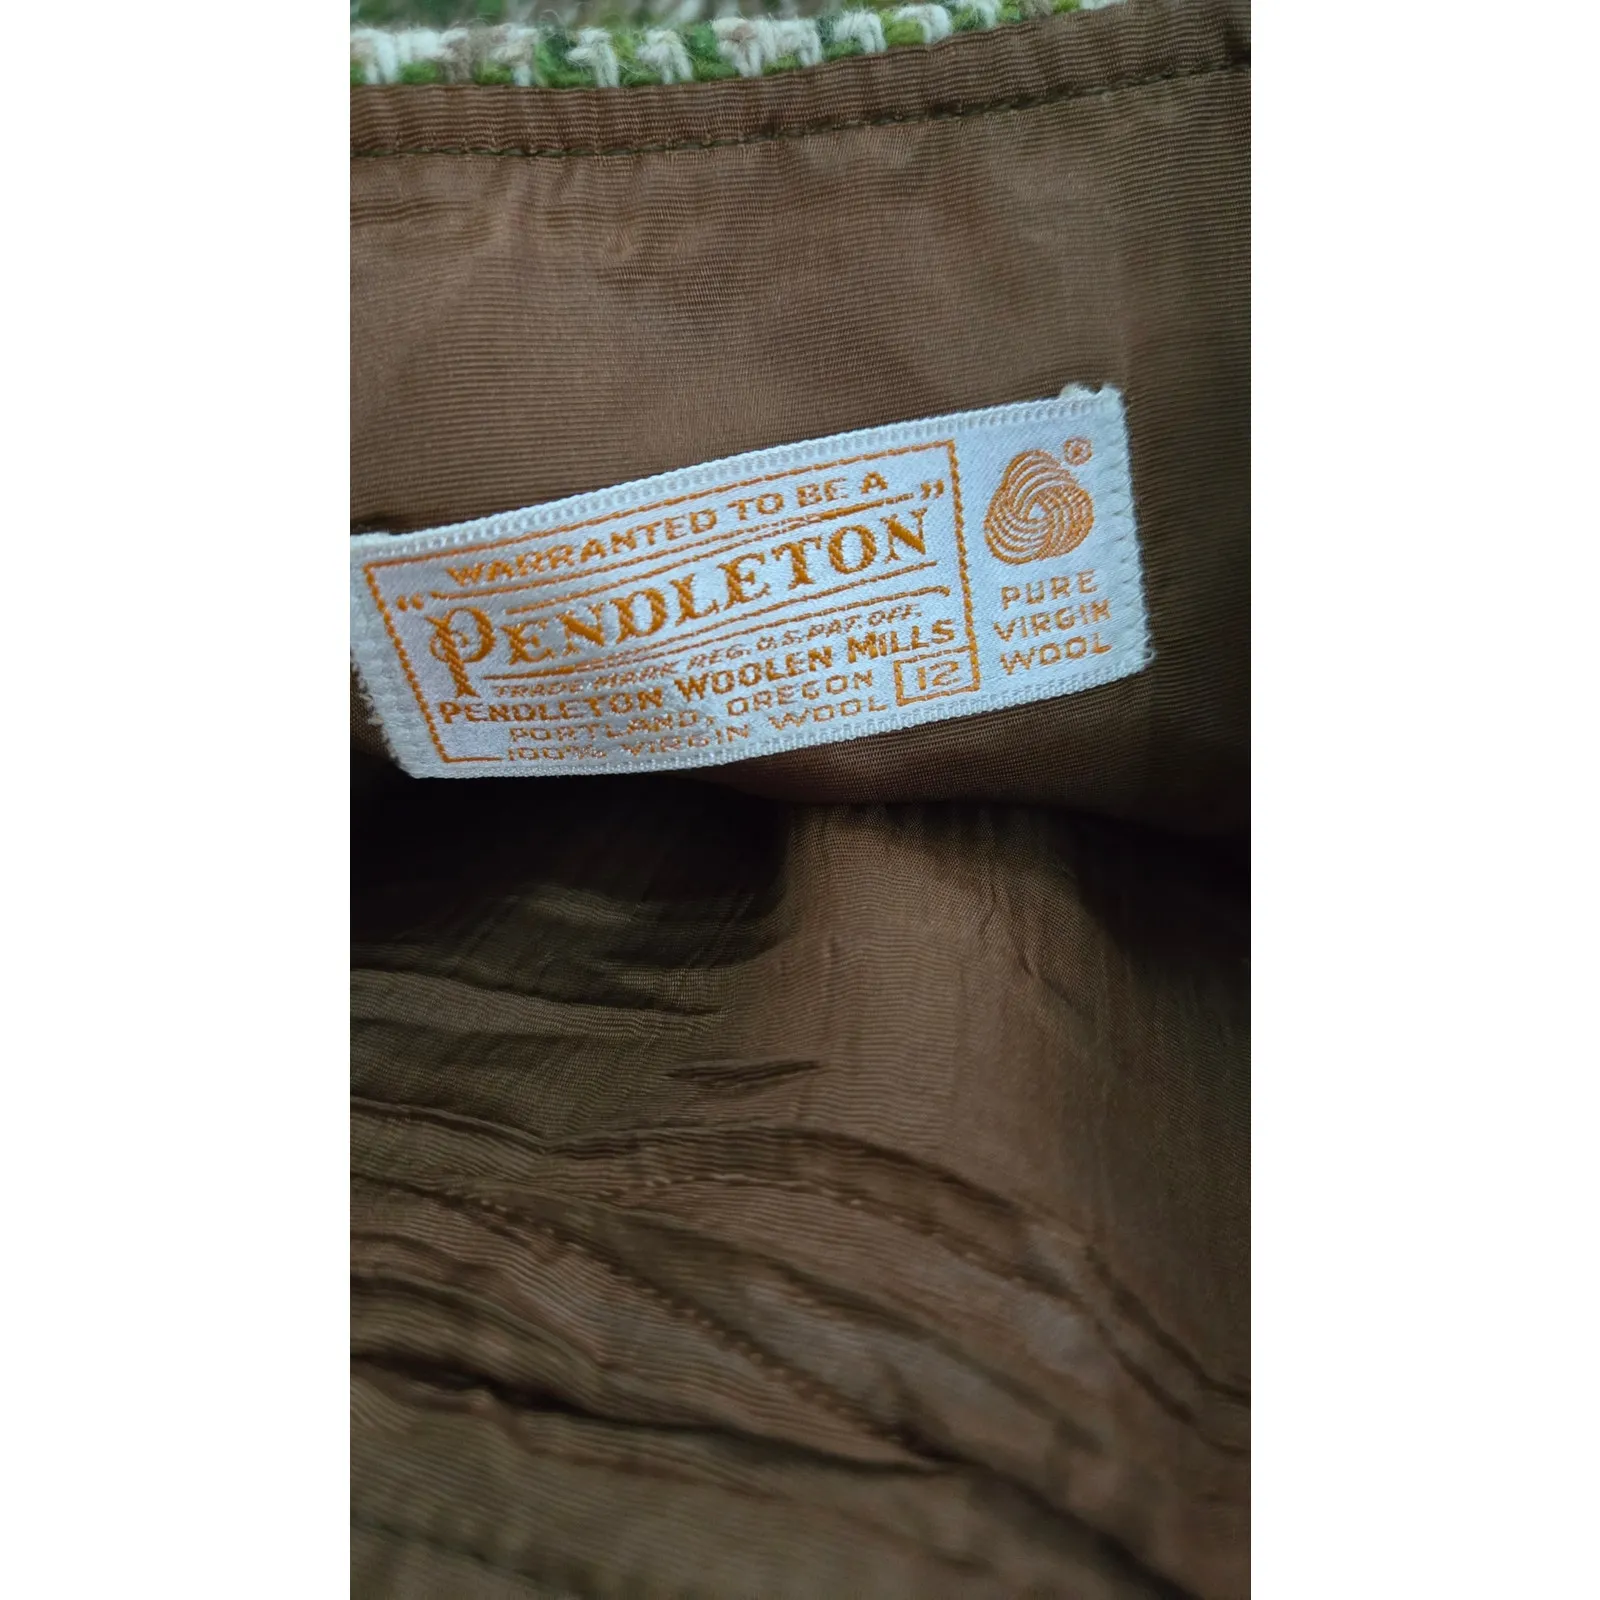 WARRANTED TO BE A
"PENDLETON"
TRADE MARK REG. U.S. PAT. OFF.
PENDLETON WOOLEN MILLS
PORTLAND, OREGON
100% VIRGIN WOOL
12
®
PURE
VIRGIN
WOOL